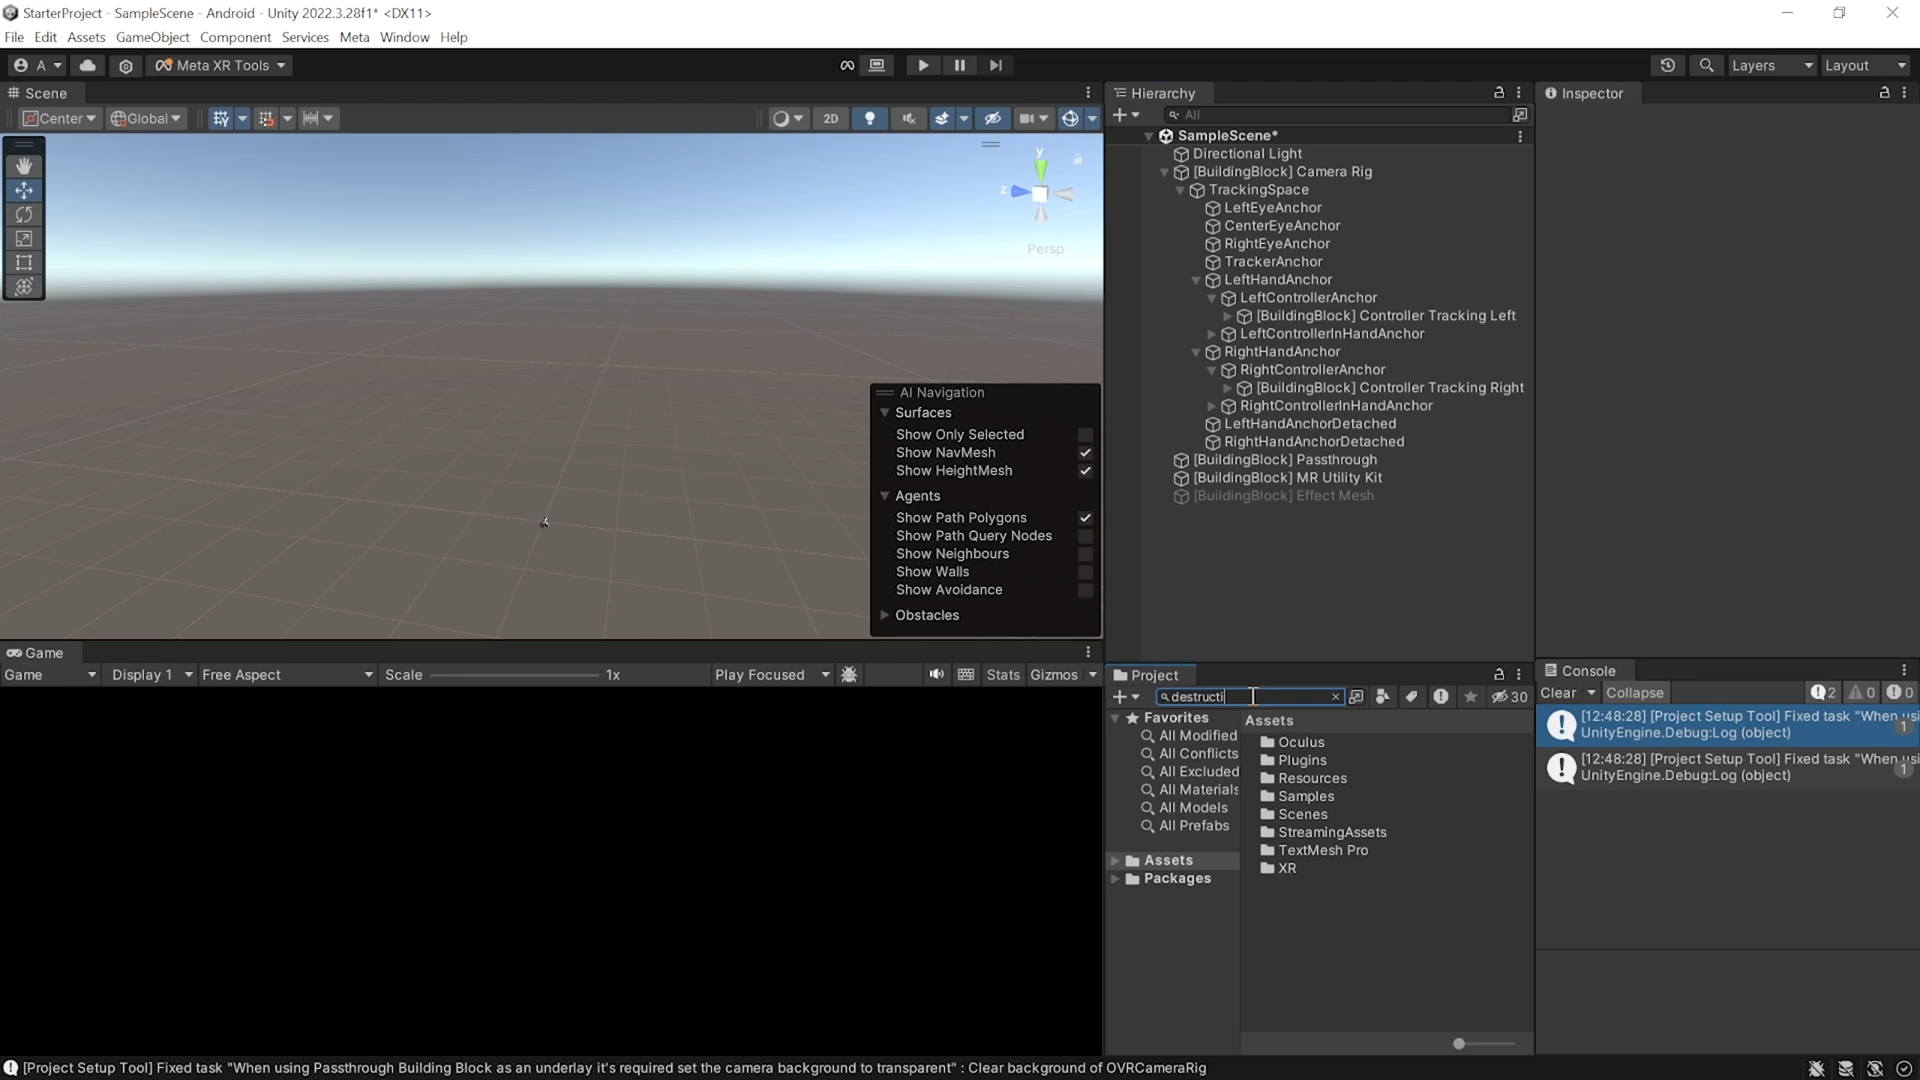 StarterProject - SampleScene - Android - Unity 2022.3.28f1* <DX11>
File Edit Assets GameObject Component Services Meta Window Help
A Meta XR Tools Layers Layout
Scene
Center Global 2D
y
z
Persp
AI Navigation
Surfaces
Show Only Selected
Show NavMesh
Show HeightMesh
Agents
Show Path Polygons
Show Path Query Nodes
Show Neighbours
Show Walls
Show Avoidance
Obstacles
Game
Game Display 1 Free Aspect Scale 1x Play Focused Stats Gizmos
Hierarchy
All
SampleScene*
Directional Light
[BuildingBlock] Camera Rig
TrackingSpace
LeftEyeAnchor
CenterEyeAnchor
RightEyeAnchor
TrackerAnchor
LeftHandAnchor
LeftControllerAnchor
[BuildingBlock] Controller Tracking Left
LeftControllerInHandAnchor
RightHandAnchor
RightControllerAnchor
[BuildingBlock] Controller Tracking Right
RightControllerInHandAnchor
LeftHandAnchorDetached
RightHandAnchorDetached
[BuildingBlock] Passthrough
[BuildingBlock] MR Utility Kit
[BuildingBlock] Effect Mesh
Inspector
Project
destructi 30
Favorites
All Modified
All Conflicts
All Excluded
All Materials
All Models
All Prefabs
Assets
Packages
Assets
Oculus
Plugins
Resources
Samples
Scenes
StreamingAssets
TextMesh Pro
XR
Console
Clear Collapse 2 0 0
[12:48:28] [Project Setup Tool] Fixed task "When usi
UnityEngine.Debug:Log (object) 1
[12:48:28] [Project Setup Tool] Fixed task "When usi
UnityEngine.Debug:Log (object) 1
[Project Setup Tool] Fixed task "When using Passthrough Building Block as an underlay it's required set the camera background to transparent" : Clear background of OVRCameraRig